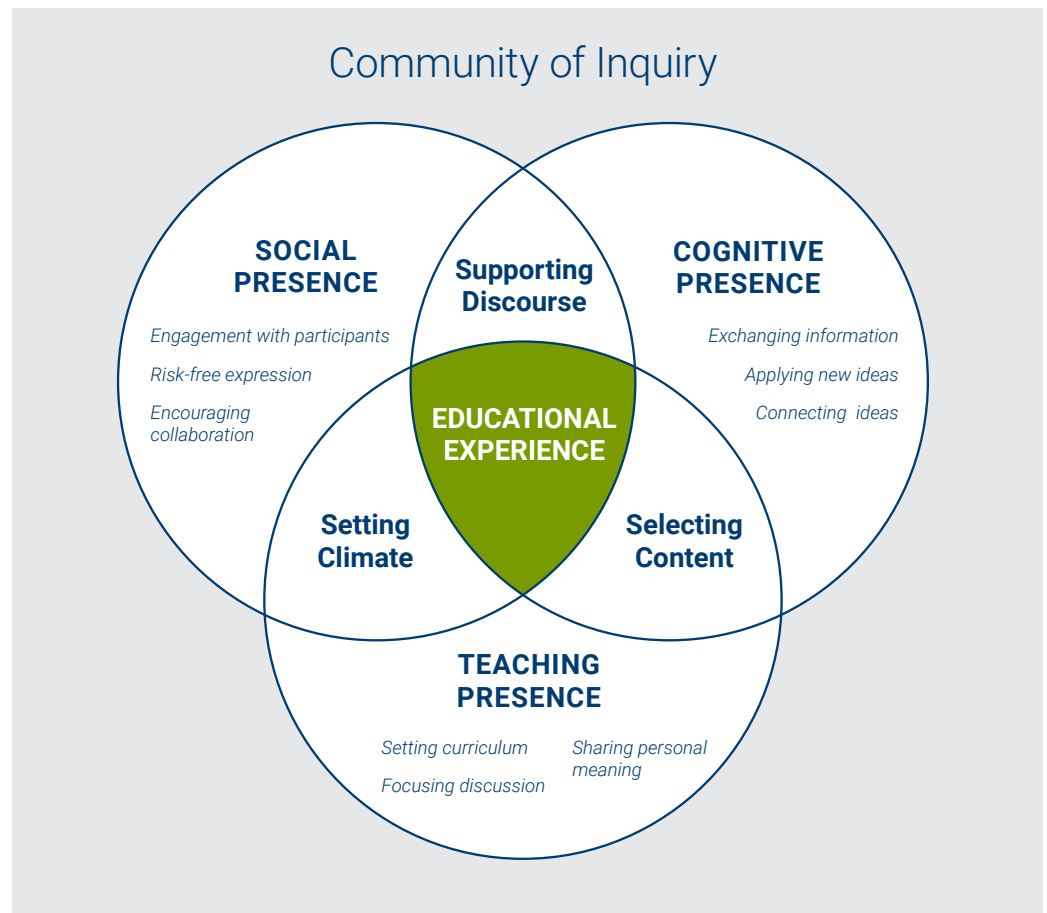 Community of Inquiry
SOCIAL
PRESENCE
Engagement with participants
Risk-free expression
Encouraging
collaboration
Supporting
Discourse
COGNITIVE
PRESENCE
Exchanging information
Applying new ideas
Connecting ideas
EDUCATIONAL
EXPERIENCE
Setting
Climate
Selecting
Content
TEACHING
PRESENCE
Setting curriculum
Focusing discussion
Sharing personal
meaning